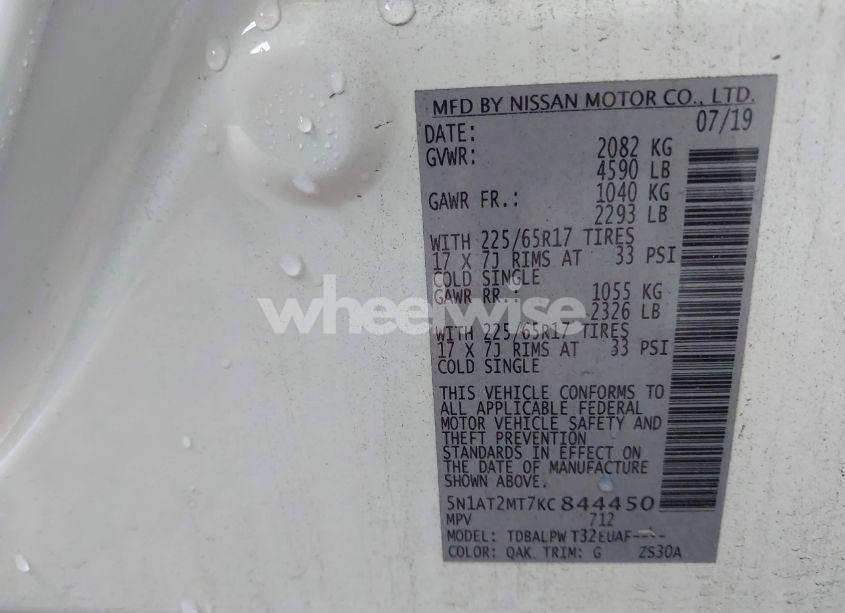 MFD BY NISSAN MOTOR CO., LTD.
DATE: 07/19
GVWR: 2082 KG
4590 LB
GAWR FR.: 1040 KG
2293 LB
WITH 225/65R17 TIRES
17 X 7J RIMS AT 33 PSI
COLD SINGLE
GAWR RR.: 1055 KG
2326 LB
WITH 225/65R17 TIRES
17 X 7J RIMS AT 33 PSI
COLD SINGLE
THIS VEHICLE CONFORMS TO
ALL APPLICABLE FEDERAL
MOTOR VEHICLE SAFETY AND
THEFT PREVENTION
STANDARDS IN EFFECT ON
THE DATE OF MANUFACTURE
SHOWN ABOVE.
5N1AT2MT7KC844450
MPV 712
MODEL: TDBALPW T32EUAF----
COLOR: QAK TRIM: G ZS30A
wheelwise